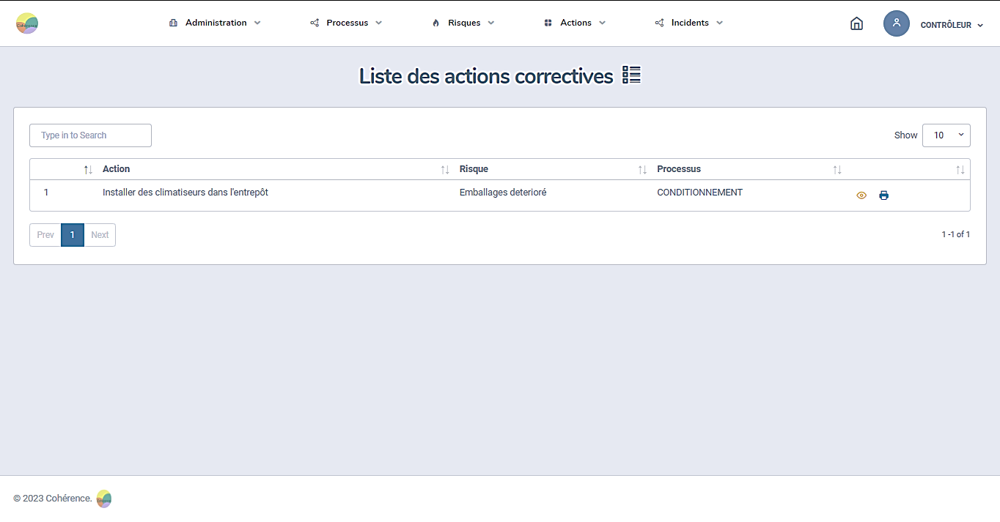 Cohérence Administration Processus Risques Actions Incidents CONTRÔLEUR
Liste des actions correctives
Type in to Search Show 10
Action Risque Processus
1 Installer des climatiseurs dans l'entrepôt Emballages deterioré CONDITIONNEMENT
Prev 1 Next 1 -1 of 1
© 2023 Cohérence.